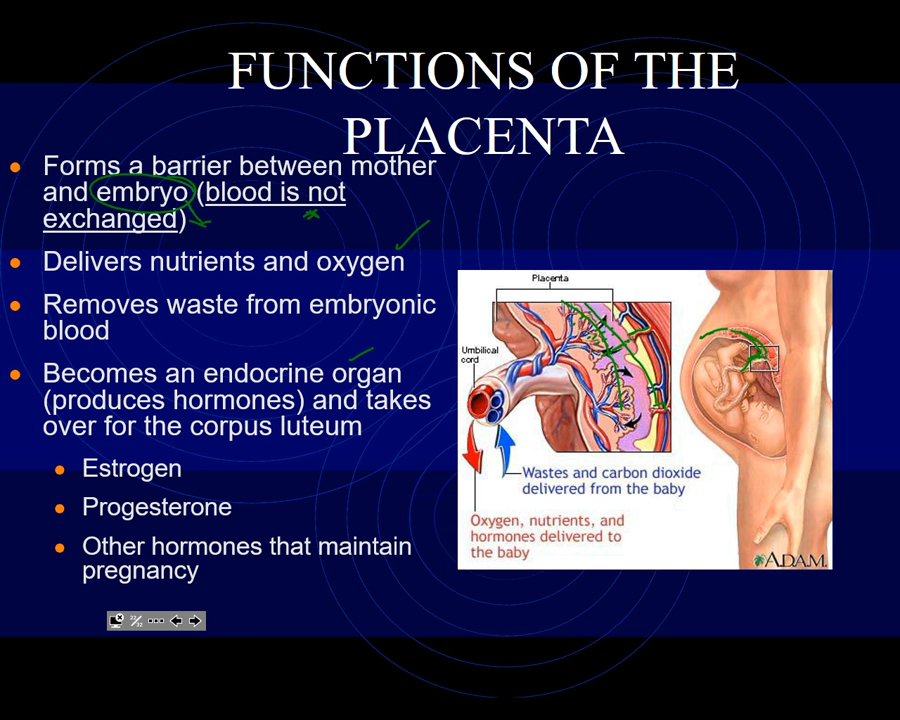 FUNCTIONS OF THE
PLACENTA
Forms a barrier between mother
and embryo (blood is not
exchanged)
Delivers nutrients and oxygen
Removes waste from embryonic
blood
Becomes an endocrine organ
(produces hormones) and takes
over for the corpus luteum
Estrogen
Progesterone
Other hormones that maintain
pregnancy
Placenta
Umbilical
cord
Wastes and carbon dioxide
delivered from the baby
Oxygen, nutrients, and
hormones delivered to
the baby
A.D.A.M.